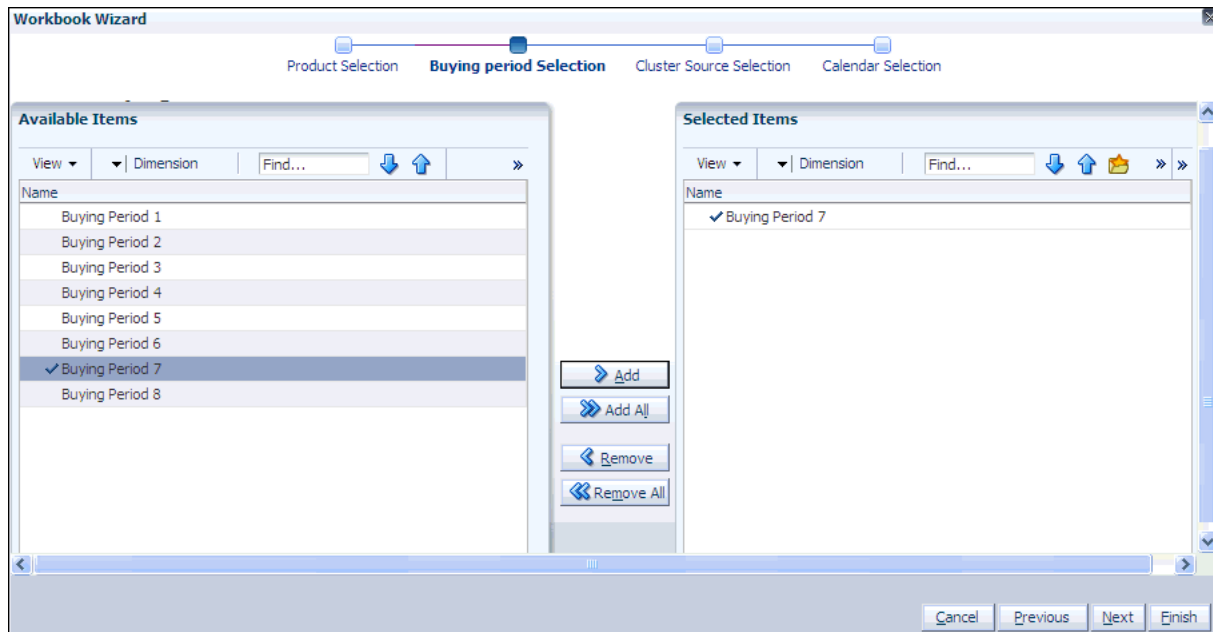 Workbook Wizard
Product Selection Buying period Selection Cluster Source Selection Calendar Selection
Available Items
View Dimension Find... »
Name
Buying Period 1
Buying Period 2
Buying Period 3
Buying Period 4
Buying Period 5
Buying Period 6
Buying Period 7
Buying Period 8
Add
Add All
Remove
Remove All
Selected Items
View Dimension Find... » »
Name
Buying Period 7
Cancel Previous Next Finish